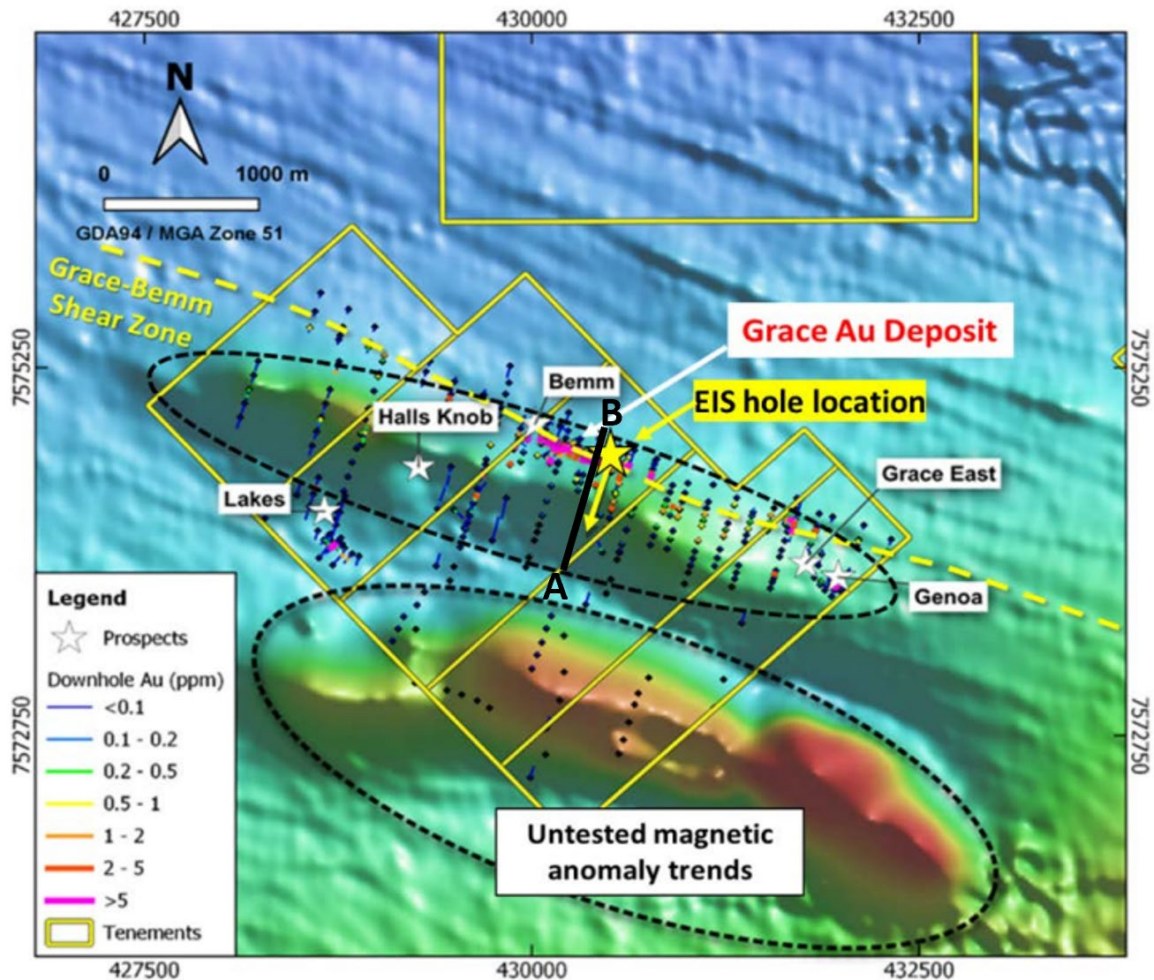 427500
430000
432500
N
0
1000 m
GDA94 / MGA Zone 51
Grace-Bemm
Shear Zone
7575250
7575250
Grace Au Deposit
Bemm
B
EIS hole location
Halls Knob
Grace East
Lakes
A
Genoa
7572750
7572750
Legend
Prospects
Downhole Au (ppm)
<0.1
0.1 - 0.2
0.2 - 0.5
0.5 - 1
1 - 2
2 - 5
>5
Tenements
Untested magnetic
anomaly trends
427500
430000
432500